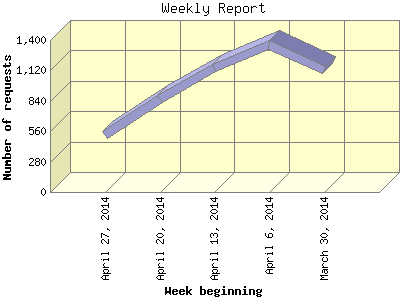 Weekly Report
Number of requests
1,400
1,120
840
560
280
0
April 27, 2014
April 20, 2014
April 13, 2014
April 6, 2014
March 30, 2014
Week beginning